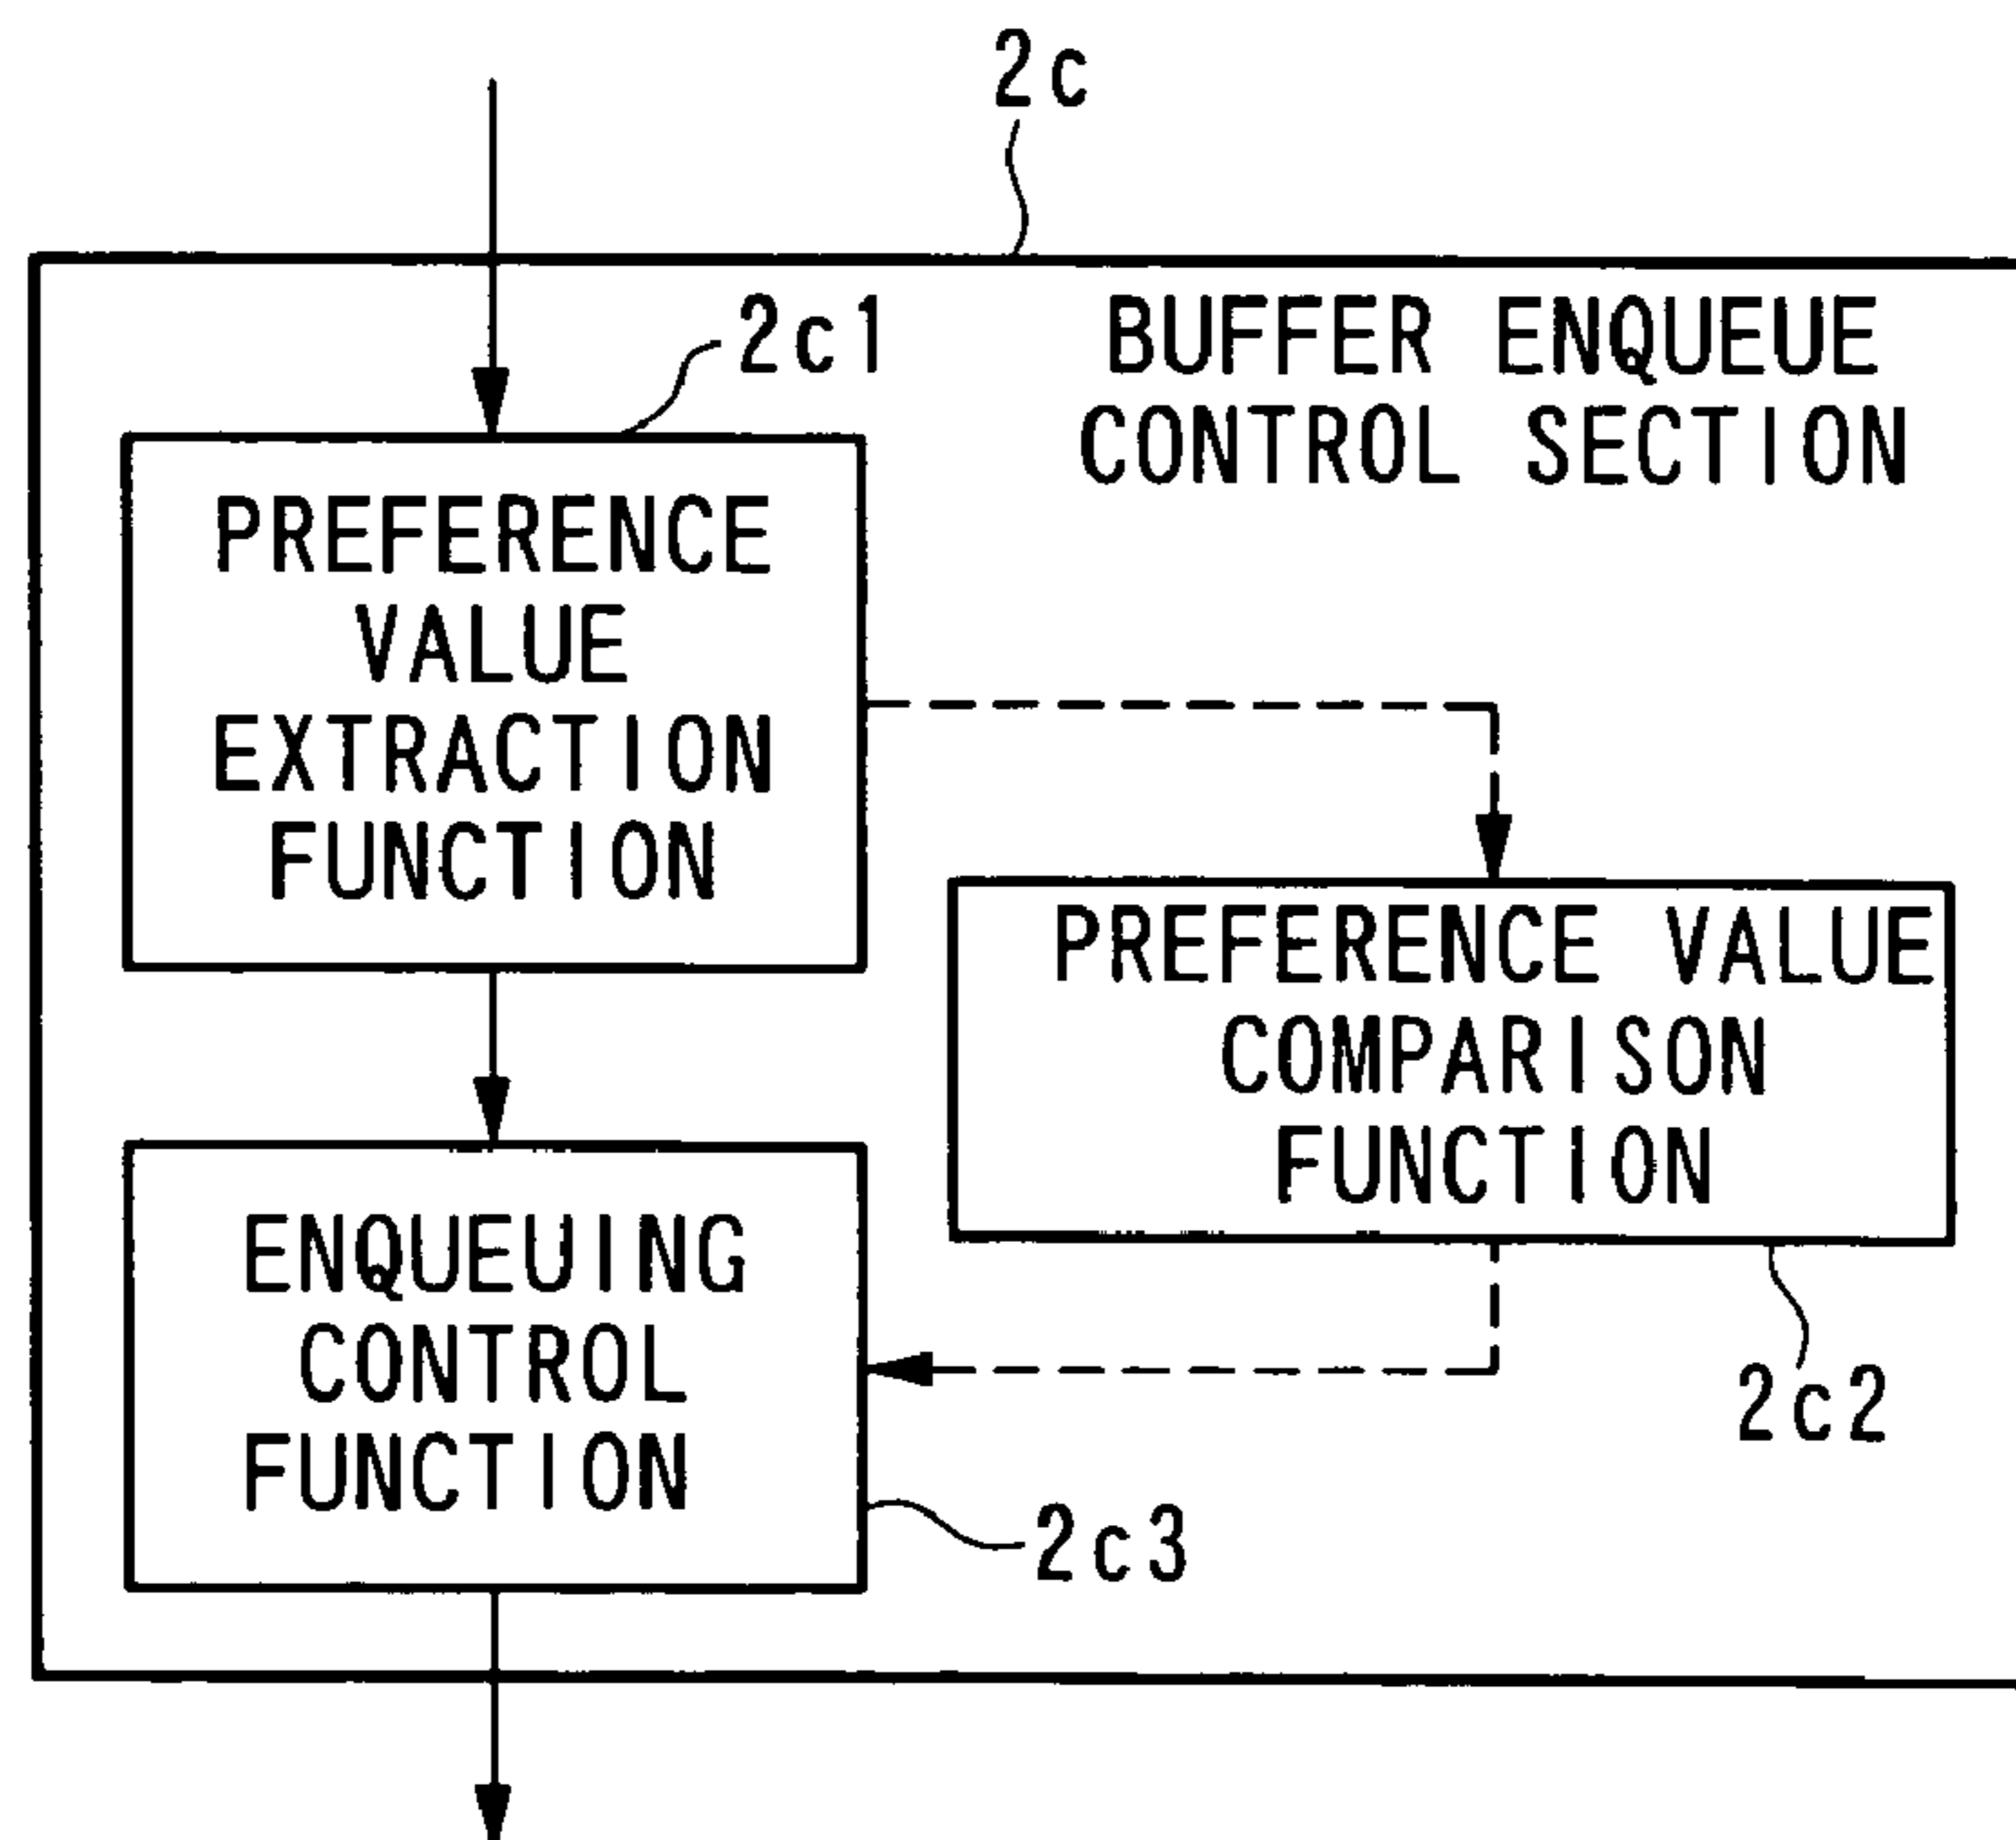 2c
2c1
BUFFER ENQUEUE
CONTROL SECTION
PREFERENCE
VALUE
EXTRACTION
FUNCTION
PREFERENCE VALUE
COMPARISON
FUNCTION
2c2
ENQUEUING
CONTROL
FUNCTION
2c3